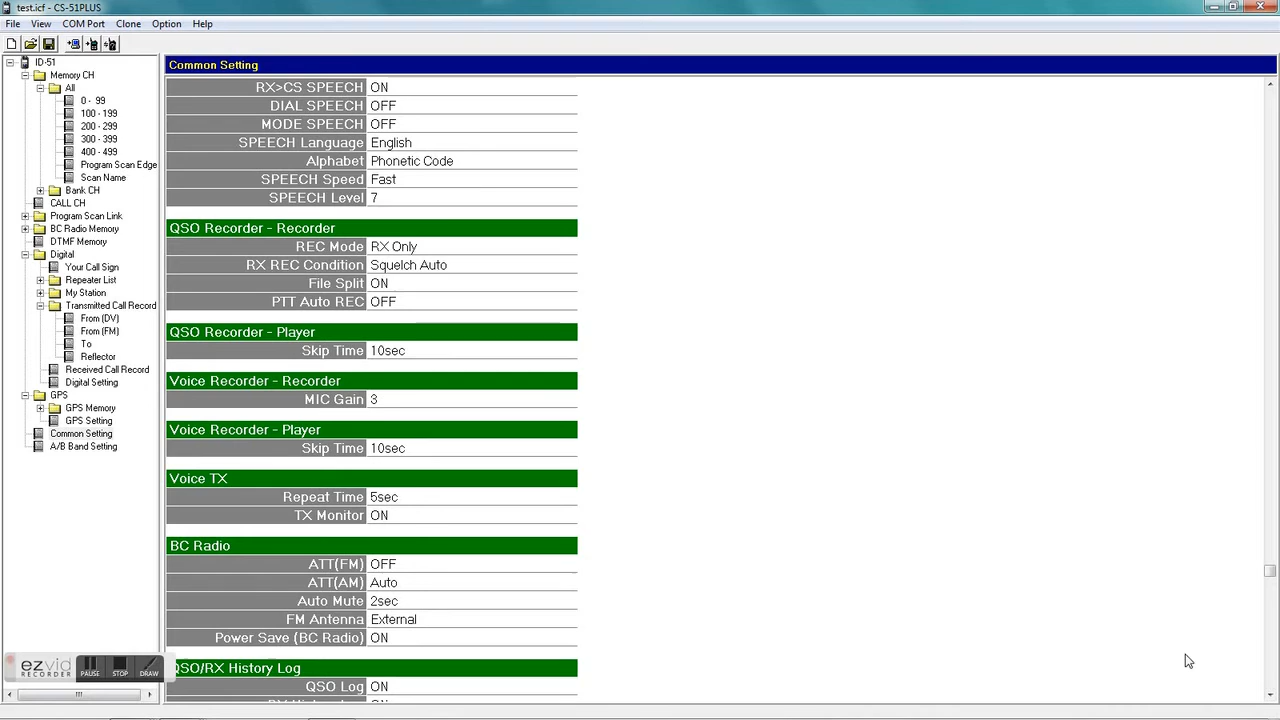 test.icf - CS-51PLUS
File View COM Port Clone Option Help
ID-51
Memory CH
All
0 - 99
100 - 199
200 - 299
300 - 399
400 - 499
Program Scan Edge
Scan Name
Bank CH
CALL CH
Program Scan Link
BC Radio Memory
DTMF Memory
Digital
Your Call Sign
Repeater List
My Station
Transmitted Call Record
From (DV)
From (FM)
To
Reflector
Received Call Record
Digital Setting
GPS
GPS Memory
GPS Setting
Common Setting
A/B Band Setting
Common Setting
RX>CS SPEECH ON
DIAL SPEECH OFF
MODE SPEECH OFF
SPEECH Language English
Alphabet Phonetic Code
SPEECH Speed Fast
SPEECH Level 7
QSO Recorder - Recorder
REC Mode RX Only
RX REC Condition Squelch Auto
File Split ON
PTT Auto REC OFF
QSO Recorder - Player
Skip Time 10sec
Voice Recorder - Recorder
MIC Gain 3
Voice Recorder - Player
Skip Time 10sec
Voice TX
Repeat Time 5sec
TX Monitor ON
BC Radio
ATT(FM) OFF
ATT(AM) Auto
Auto Mute 2sec
FM Antenna External
Power Save (BC Radio) ON
QSO/RX History Log
QSO Log ON
ezvid
RECORDER
PAUSE STOP DRAW